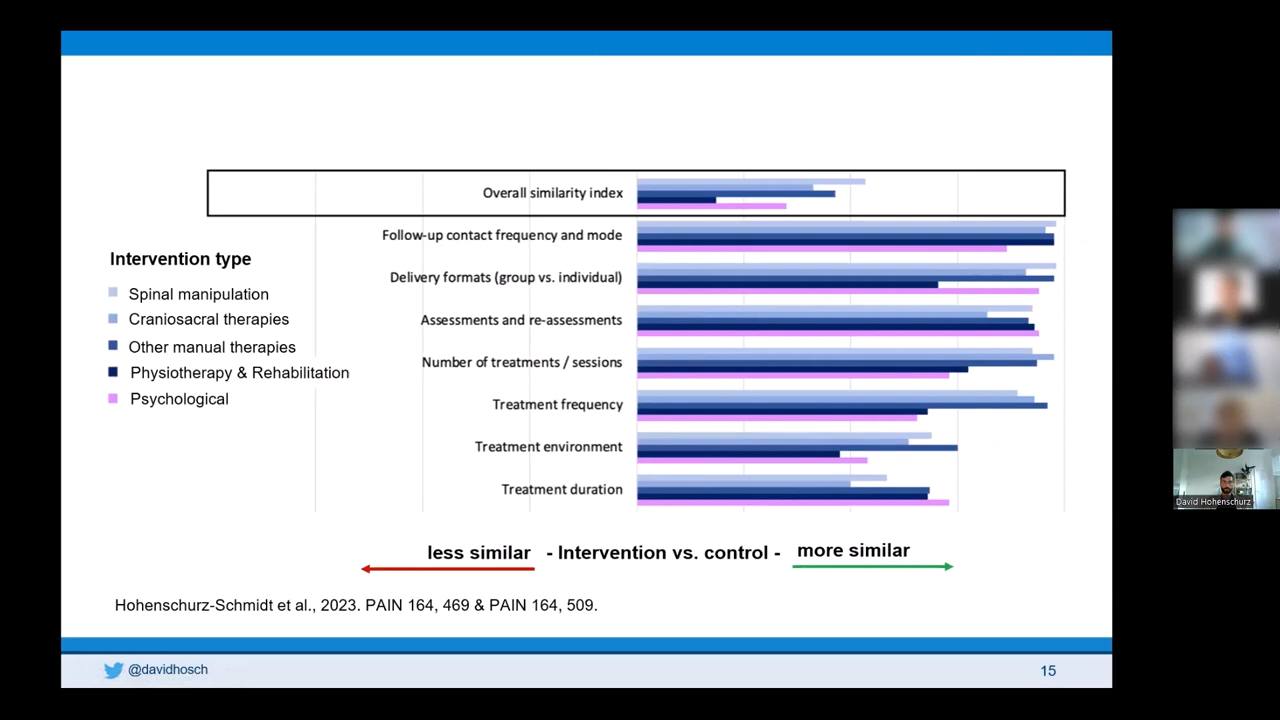 Overall similarity index
Follow-up contact frequency and mode
Delivery formats (group vs. individual)
Assessments and re-assessments
Number of treatments / sessions
Treatment frequency
Treatment environment
Treatment duration
Intervention type
Spinal manipulation
Craniosacral therapies
Other manual therapies
Physiotherapy & Rehabilitation
Psychological
less similar - Intervention vs. control - more similar
Hohenschurz-Schmidt et al., 2023. PAIN 164, 469 & PAIN 164, 509.
@davidhosch
15
David Hohenschurz